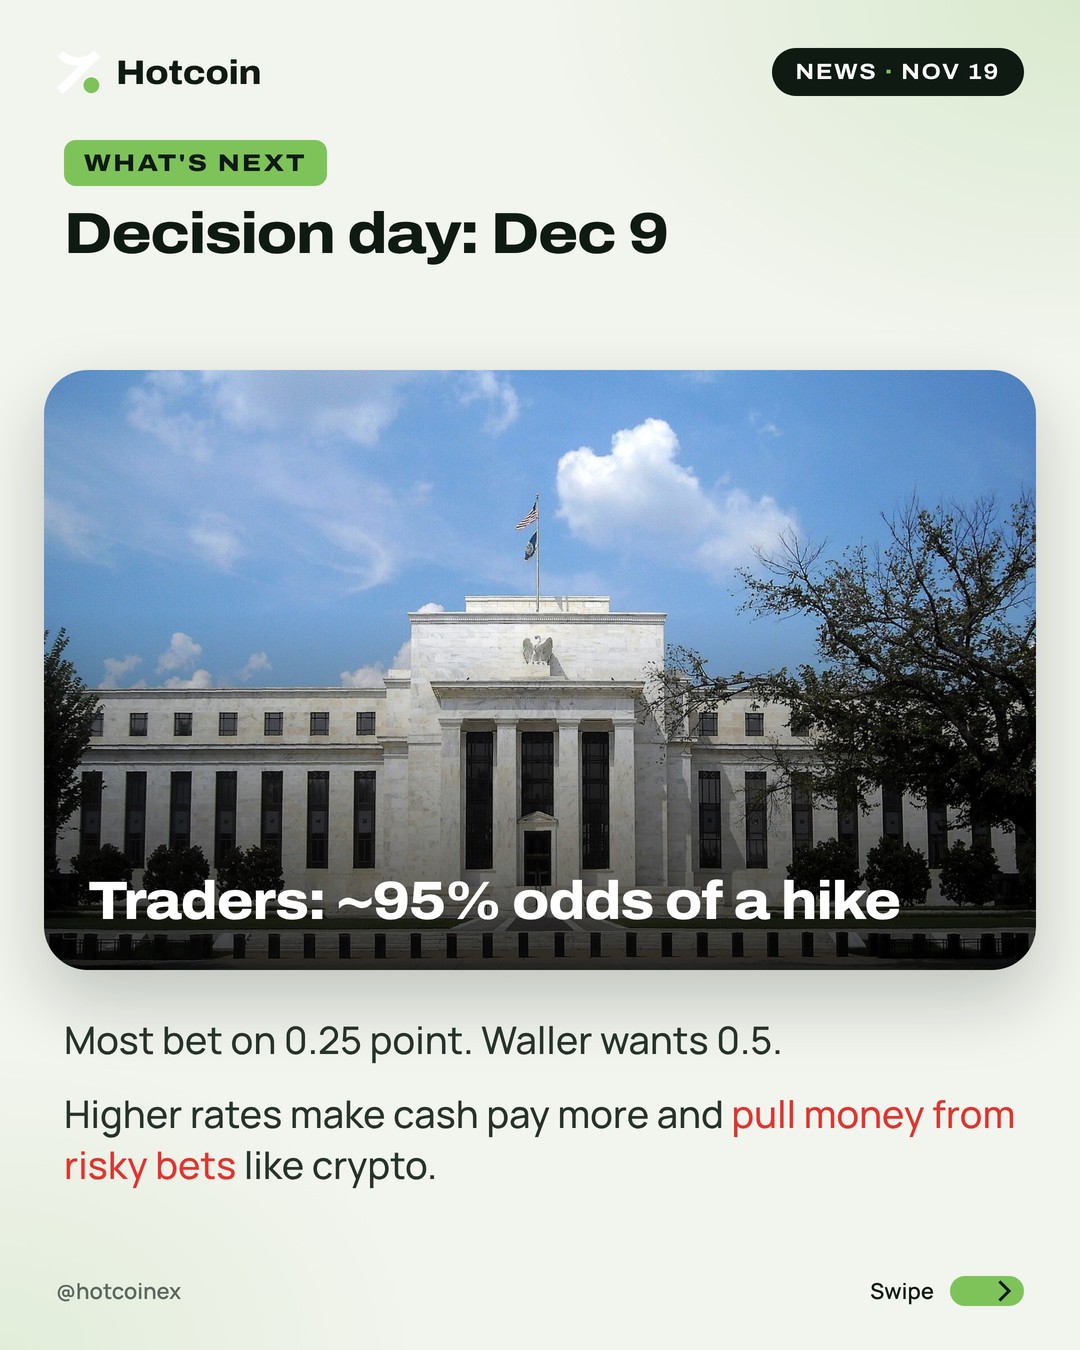 Hotcoin
NEWS · NOV 19
WHAT'S NEXT
Decision day: Dec 9
Traders: ~95% odds of a hike
Most bet on 0.25 point. Waller wants 0.5.
Higher rates make cash pay more and pull money from
risky bets like crypto.
@hotcoinex
Swipe